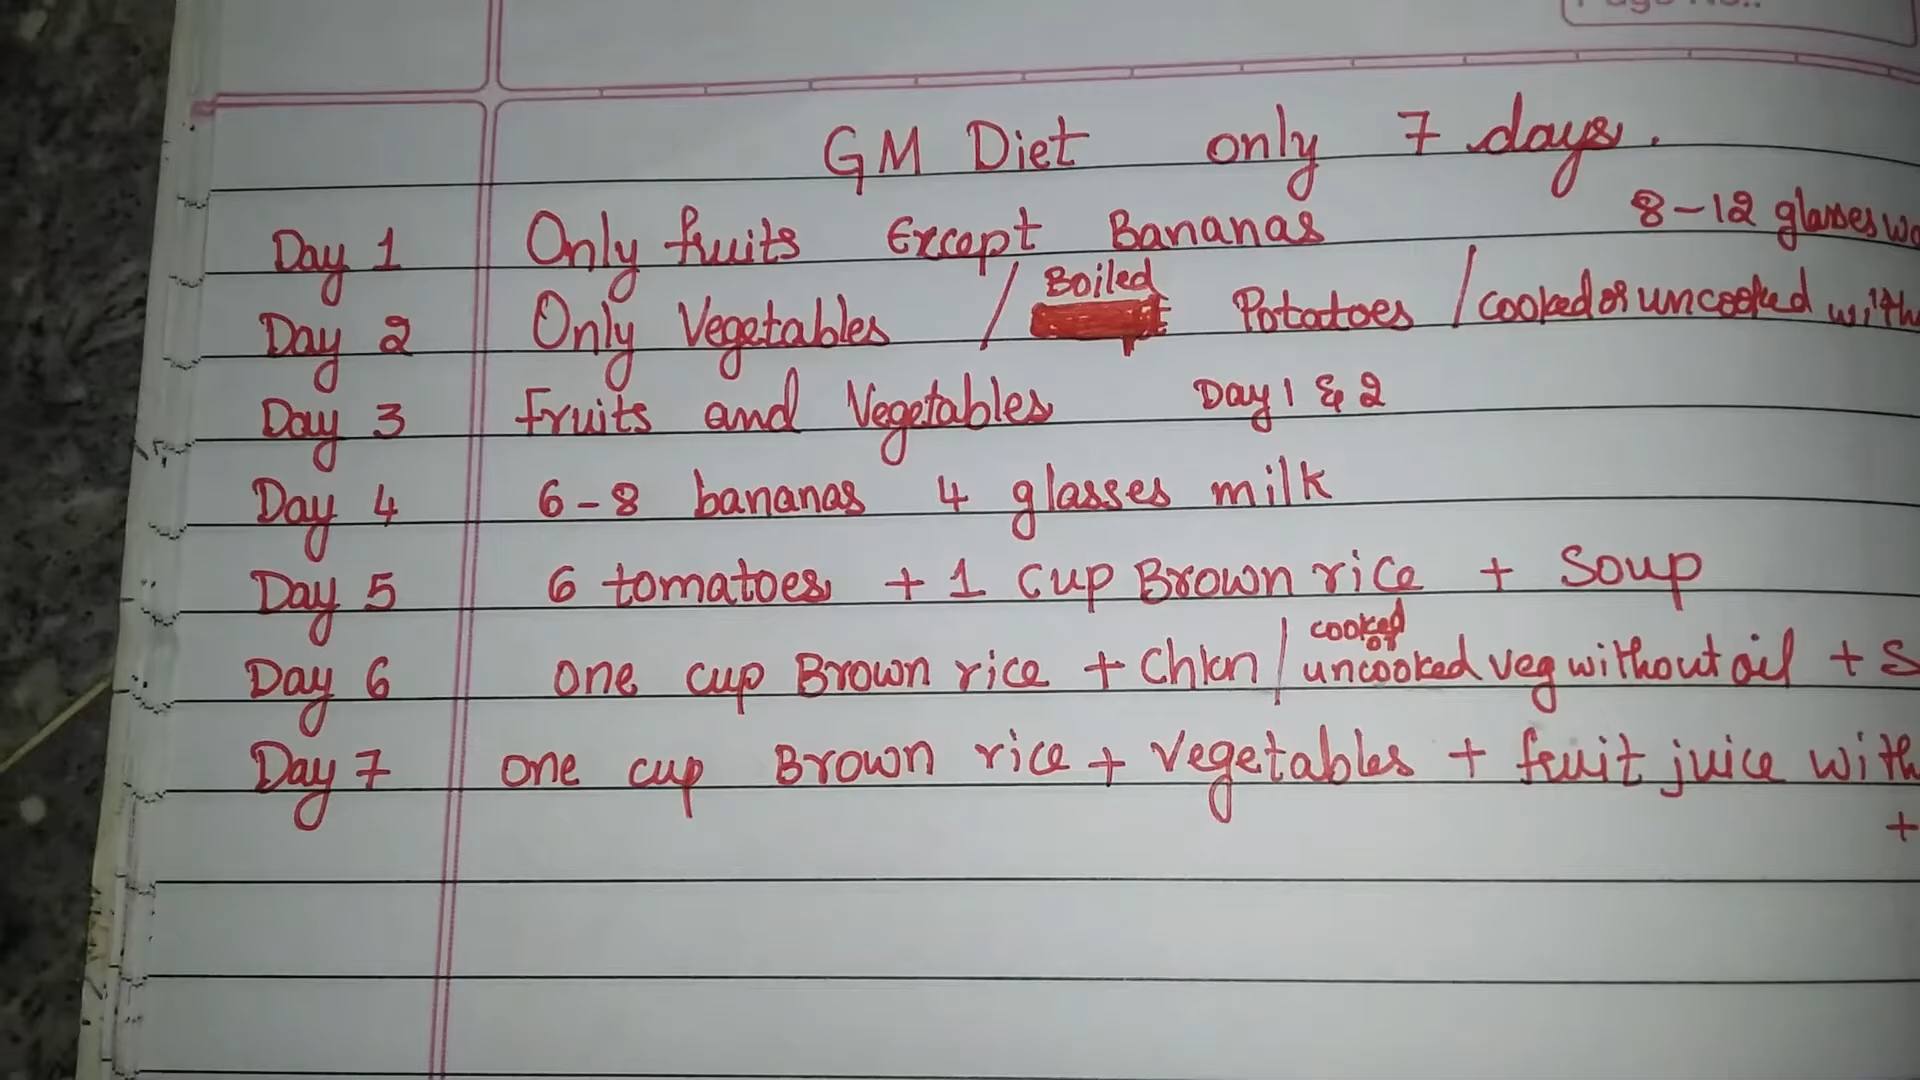 GM Diet only 7 days.
Day 1 Only fruits Except Bananas 8-12 glasses
Day 2 Only Vegetables / Boiled Potatoes / cooked or uncooked with
Day 3 Fruits and Vegetables Day 1 & 2
Day 4 6-8 bananas 4 glasses milk
Day 5 6 tomatoes + 1 cup Brown rice + Soup
Day 6 one cup Brown rice + Chkn / cooked or uncooked veg without oil + S
Day 7 one cup Brown rice + Vegetables + fruit juice with
+